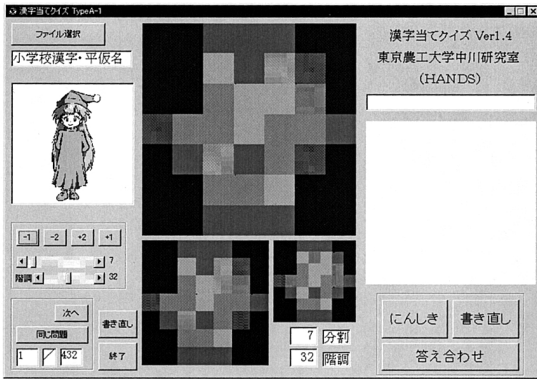 漢字当てクイズ TypeA-1
ファイル選択
小学校漢字・平仮名
-1 -2 +2 +1
7
階調 32
次へ
同じ問題
1 / 432
書き直し
終了
7 分割
32 階調
漢字当てクイズ Ver1.4
東京農工大学中川研究室
(HANDS)
にんしき 書き直し
答え合わせ